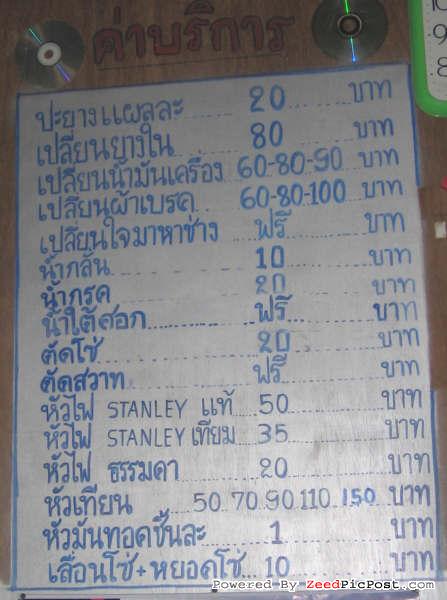 ค่าบริการ
ปะยางแผลละ 20 บาท
เปลี่ยนยางใน 80 บาท
เปลี่ยนน้ำมันเครื่อง 60-80-90 บาท
เปลี่ยนผ้าเบรค 60-80-100 บาท
เปลี่ยนใจมาหาช่าง ฟรี บาท
น้ำกลั่น 10 บาท
น้ำกรด 20 บาท
น้ำใต้ศอก ฟรี บาท
ตัดโซ่ 20 บาท
ตัดสวาท ฟรี บาท
หัวไฟ STANLEY แท้ 50 บาท
หัวไฟ STANLEY เทียม 35 บาท
หัวไฟ ธรรมดา 20 บาท
หัวเทียน 50 70 90 110 150 บาท
หัวมันทอดชิ้นละ 1 บาท
เลื่อนโซ่+หยอดโซ่ 10 บาท
Powered By ZeedPicPost.com